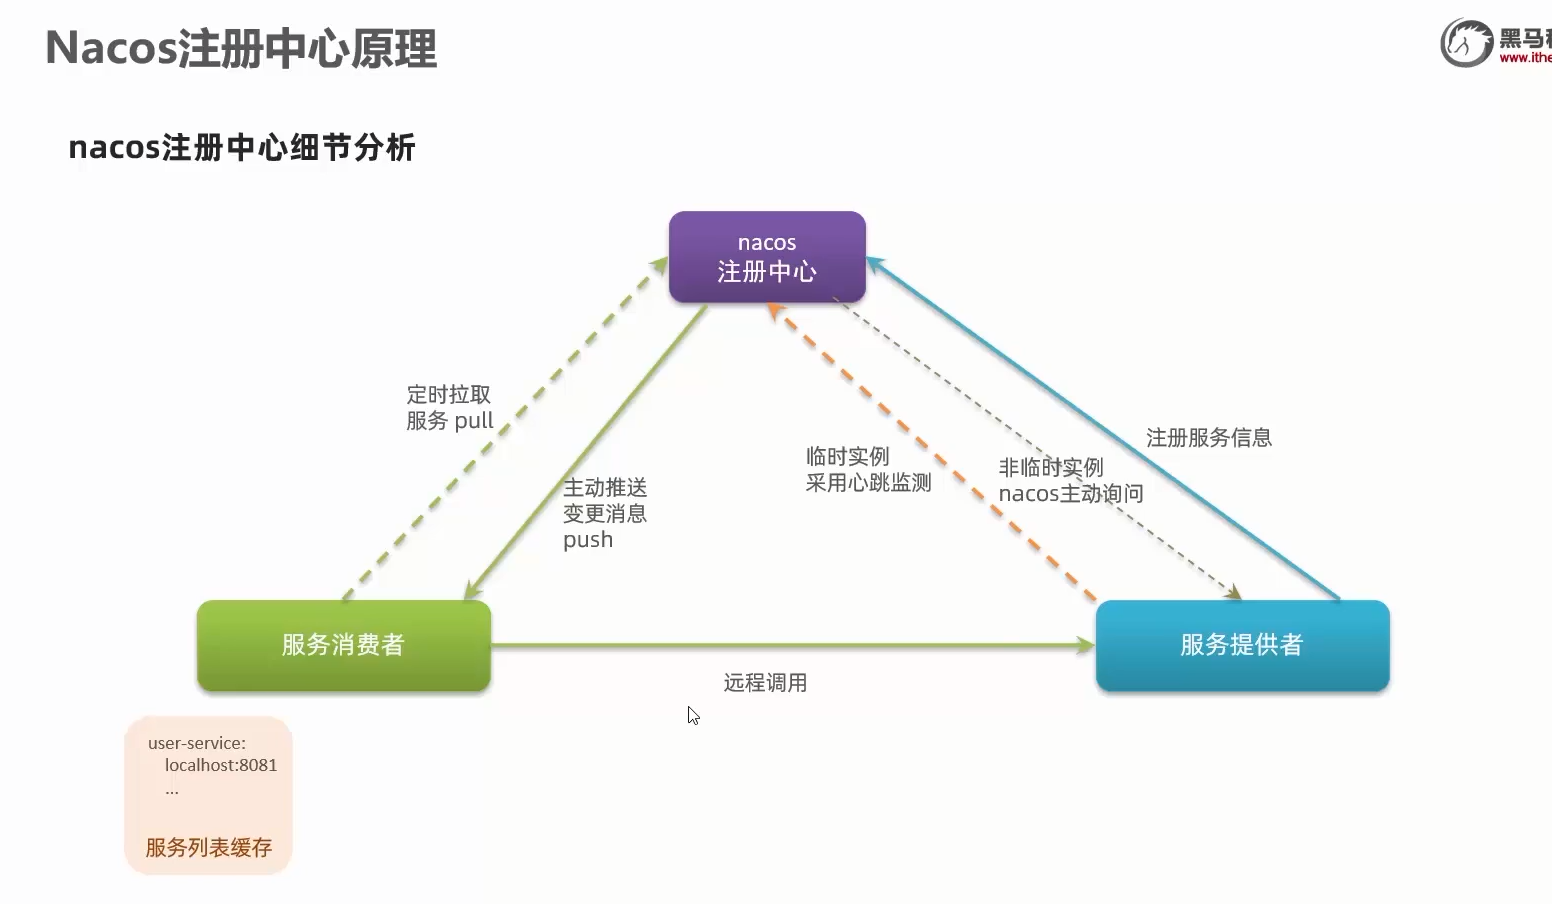 Nacos注册中心原理
黑马
www.ithe
nacos注册中心细节分析
nacos
注册中心
定时拉取
服务 pull
主动推送
变更消息
push
临时实例
采用心跳监测
非临时实例
nacos主动询问
注册服务信息
服务消费者
服务提供者
远程调用
user-service:
localhost:8081
...
服务列表缓存